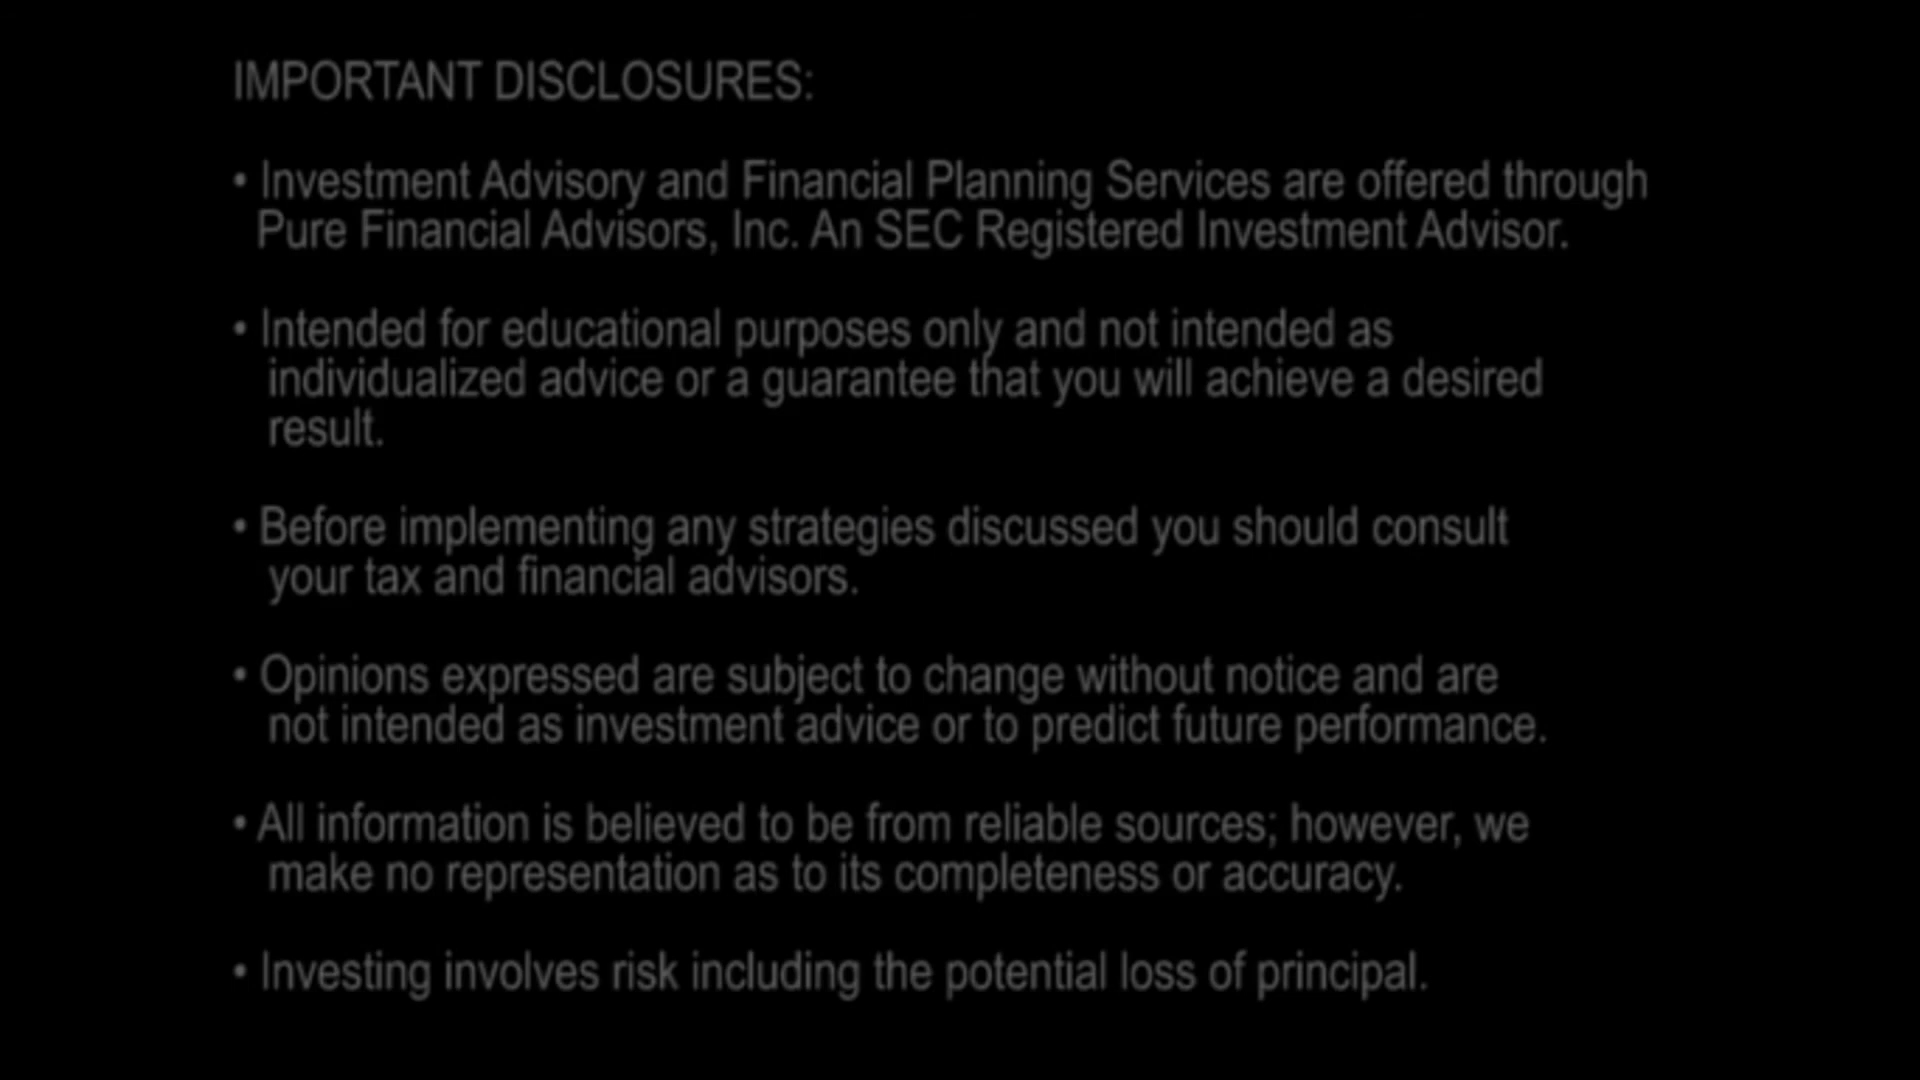 IMPORTANT DISCLOSURES:
• Investment Advisory and Financial Planning Services are offered through
Pure Financial Advisors, Inc. An SEC Registered Investment Advisor.
• Intended for educational purposes only and not intended as
individualized advice or a guarantee that you will achieve a desired
result.
• Before implementing any strategies discussed you should consult
your tax and financial advisors.
• Opinions expressed are subject to change without notice and are
not intended as investment advice or to predict future performance.
• All information is believed to be from reliable sources; however, we
make no representation as to its completeness or accuracy.
• Investing involves risk including the potential loss of principal.